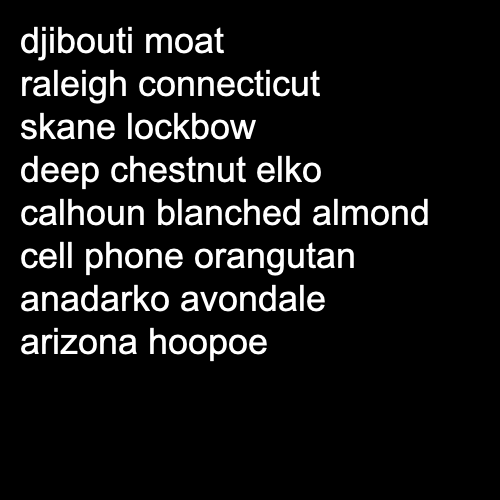 djibouti moat
raleigh connecticut
skane lockbow
deep chestnut elko
calhoun blanched almond
cell phone orangutan
anadarko avondale
arizona hoopoe